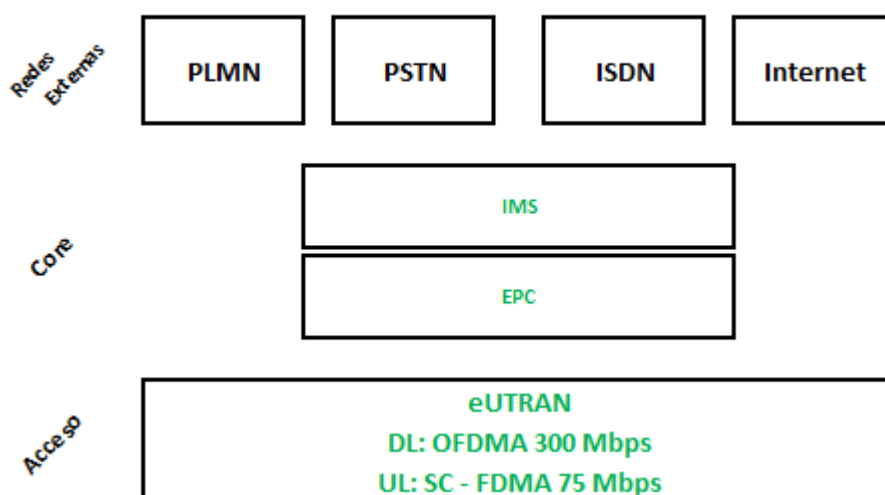 Redes
Externas
PLMN
PSTN
ISDN
Internet
Core
IMS
EPC
Acceso
eUTRAN
DL: OFDMA 300 Mbps
UL: SC - FDMA 75 Mbps